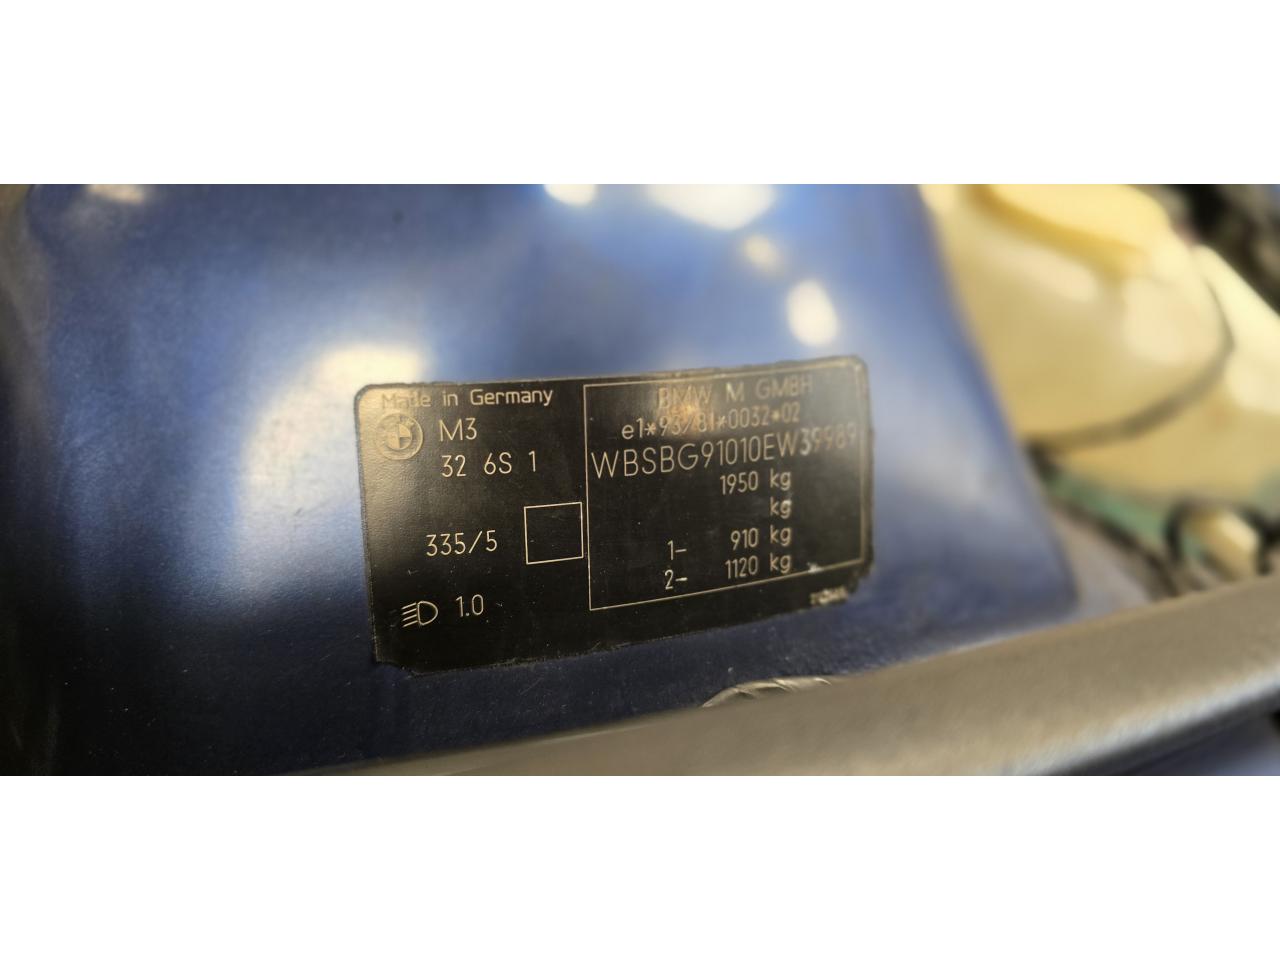 Made in Germany
M3
32 6S 1
335/5
1.0
BMW M GMBH
e1*93/81*0032*02
WBSBG91010EW39989
1950 kg
kg
1- 910 kg
2- 1120 kg